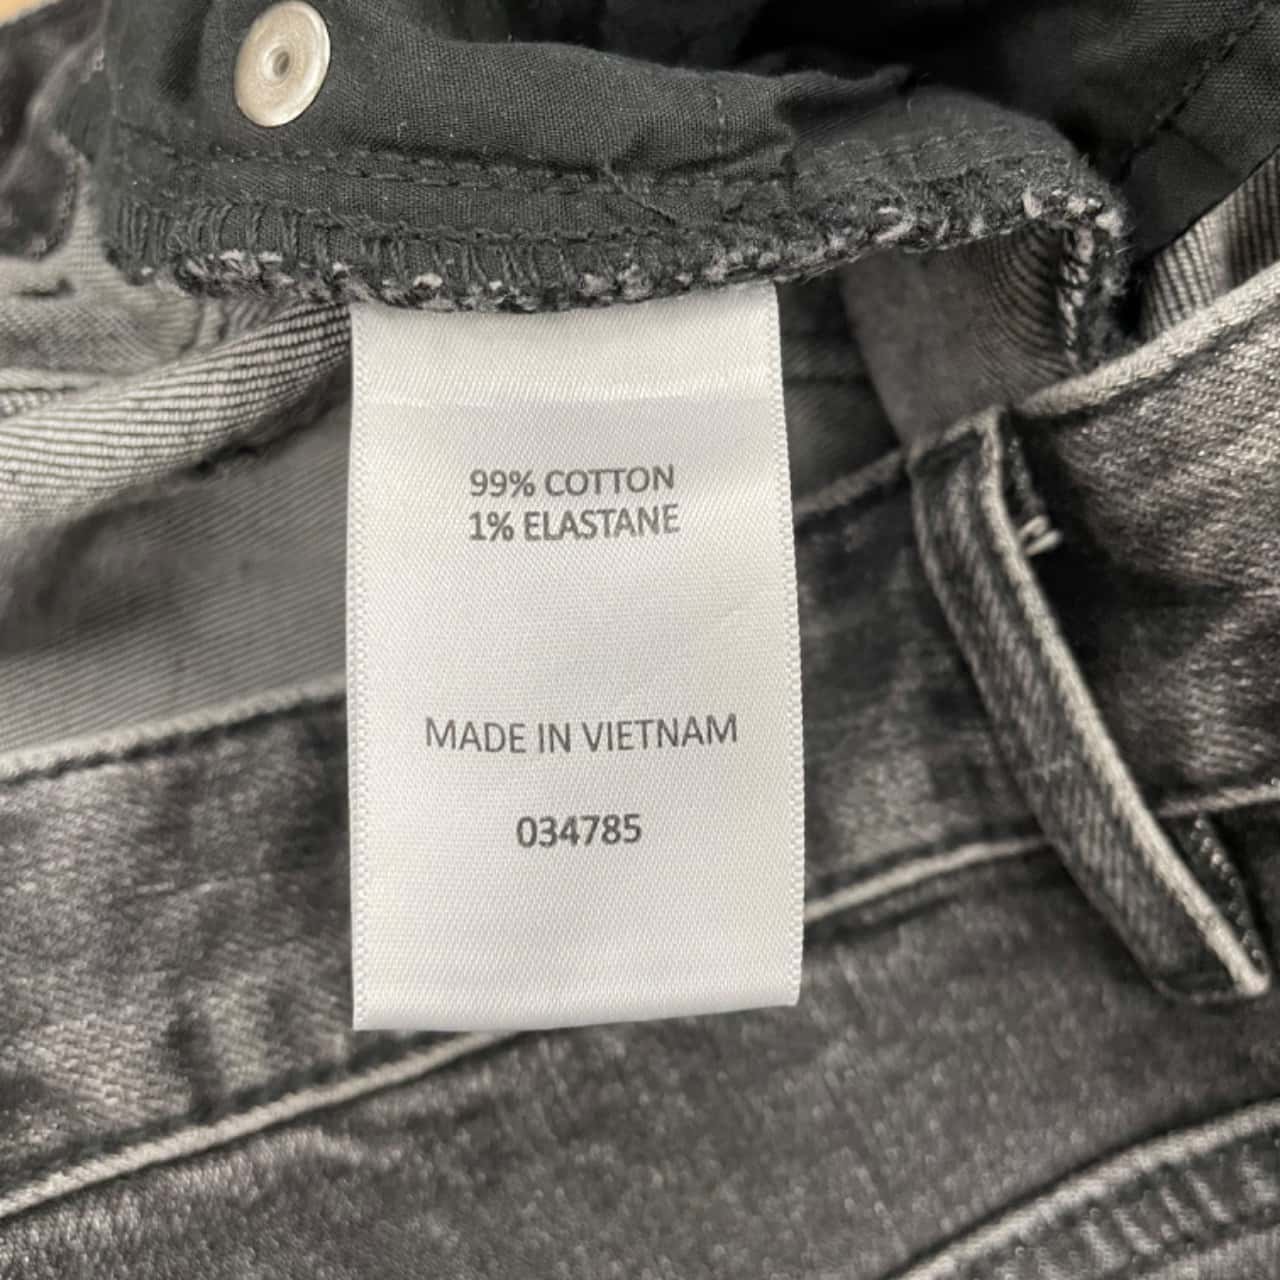 99% COTTON
1% ELASTANE
MADE IN VIETNAM
034785